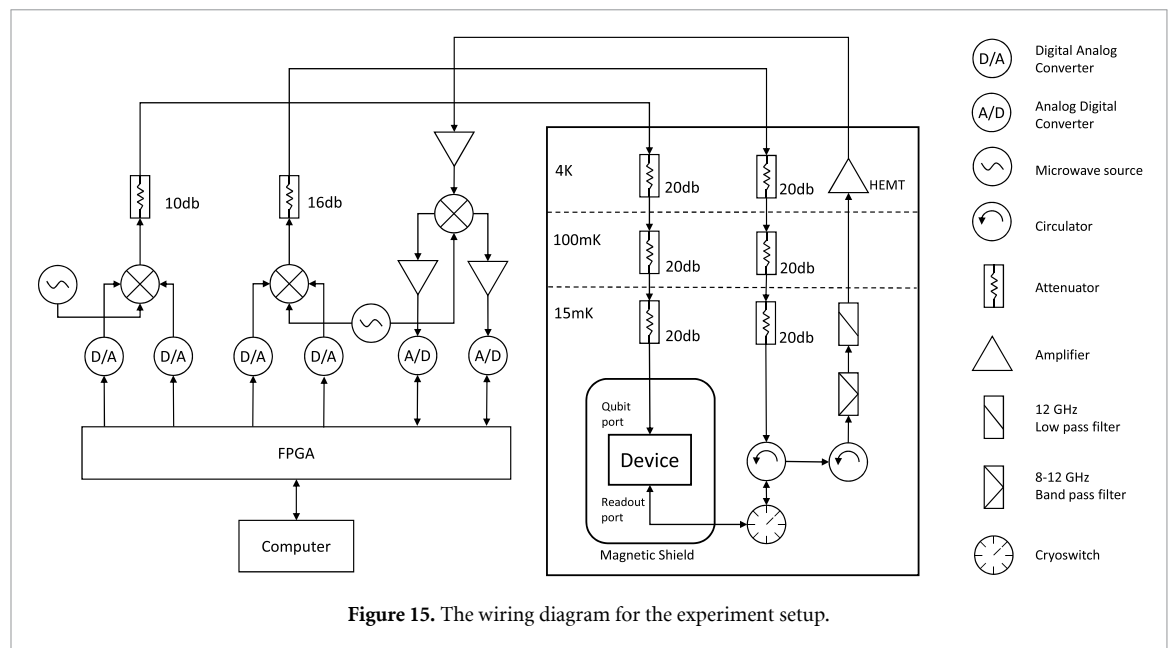 D/A
Digital Analog
Converter
A/D
Analog Digital
Converter
Microwave source
Circulator
Attenuator
Amplifier
12 GHz
Low pass filter
8-12 GHz
Band pass filter
Cryoswitch
10db
16db
4K
20db
20db
HEMT
100mK
20db
20db
15mK
20db
20db
D/A
D/A
D/A
D/A
A/D
A/D
FPGA
Computer
Qubit
port
Device
Readout
port
Magnetic Shield
Figure 15. The wiring diagram for the experiment setup.